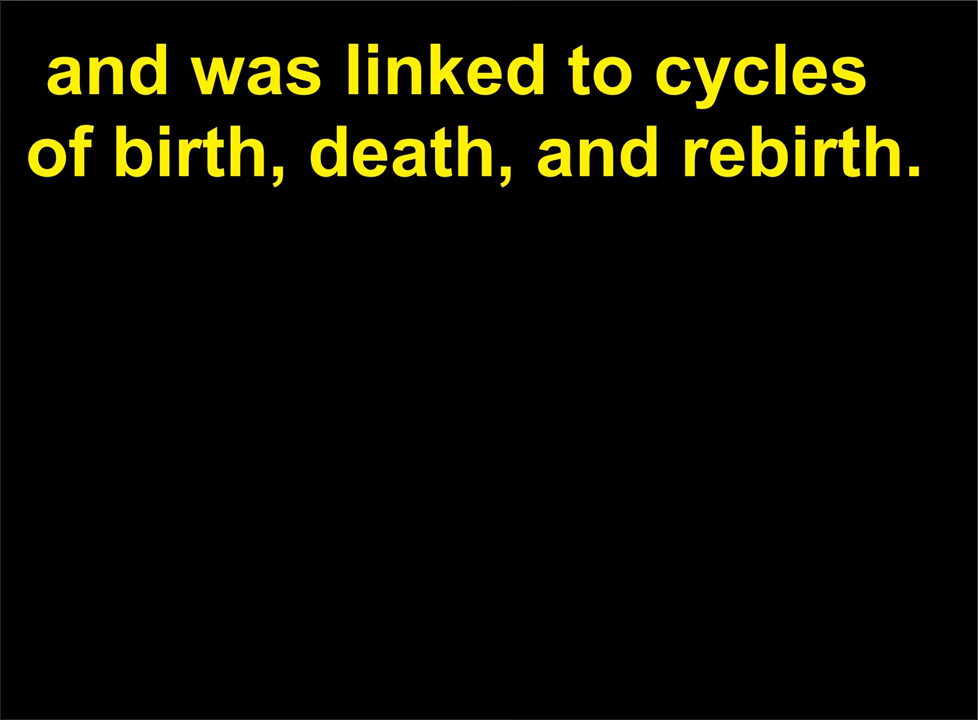 and was linked to cycles
of birth, death, and rebirth.